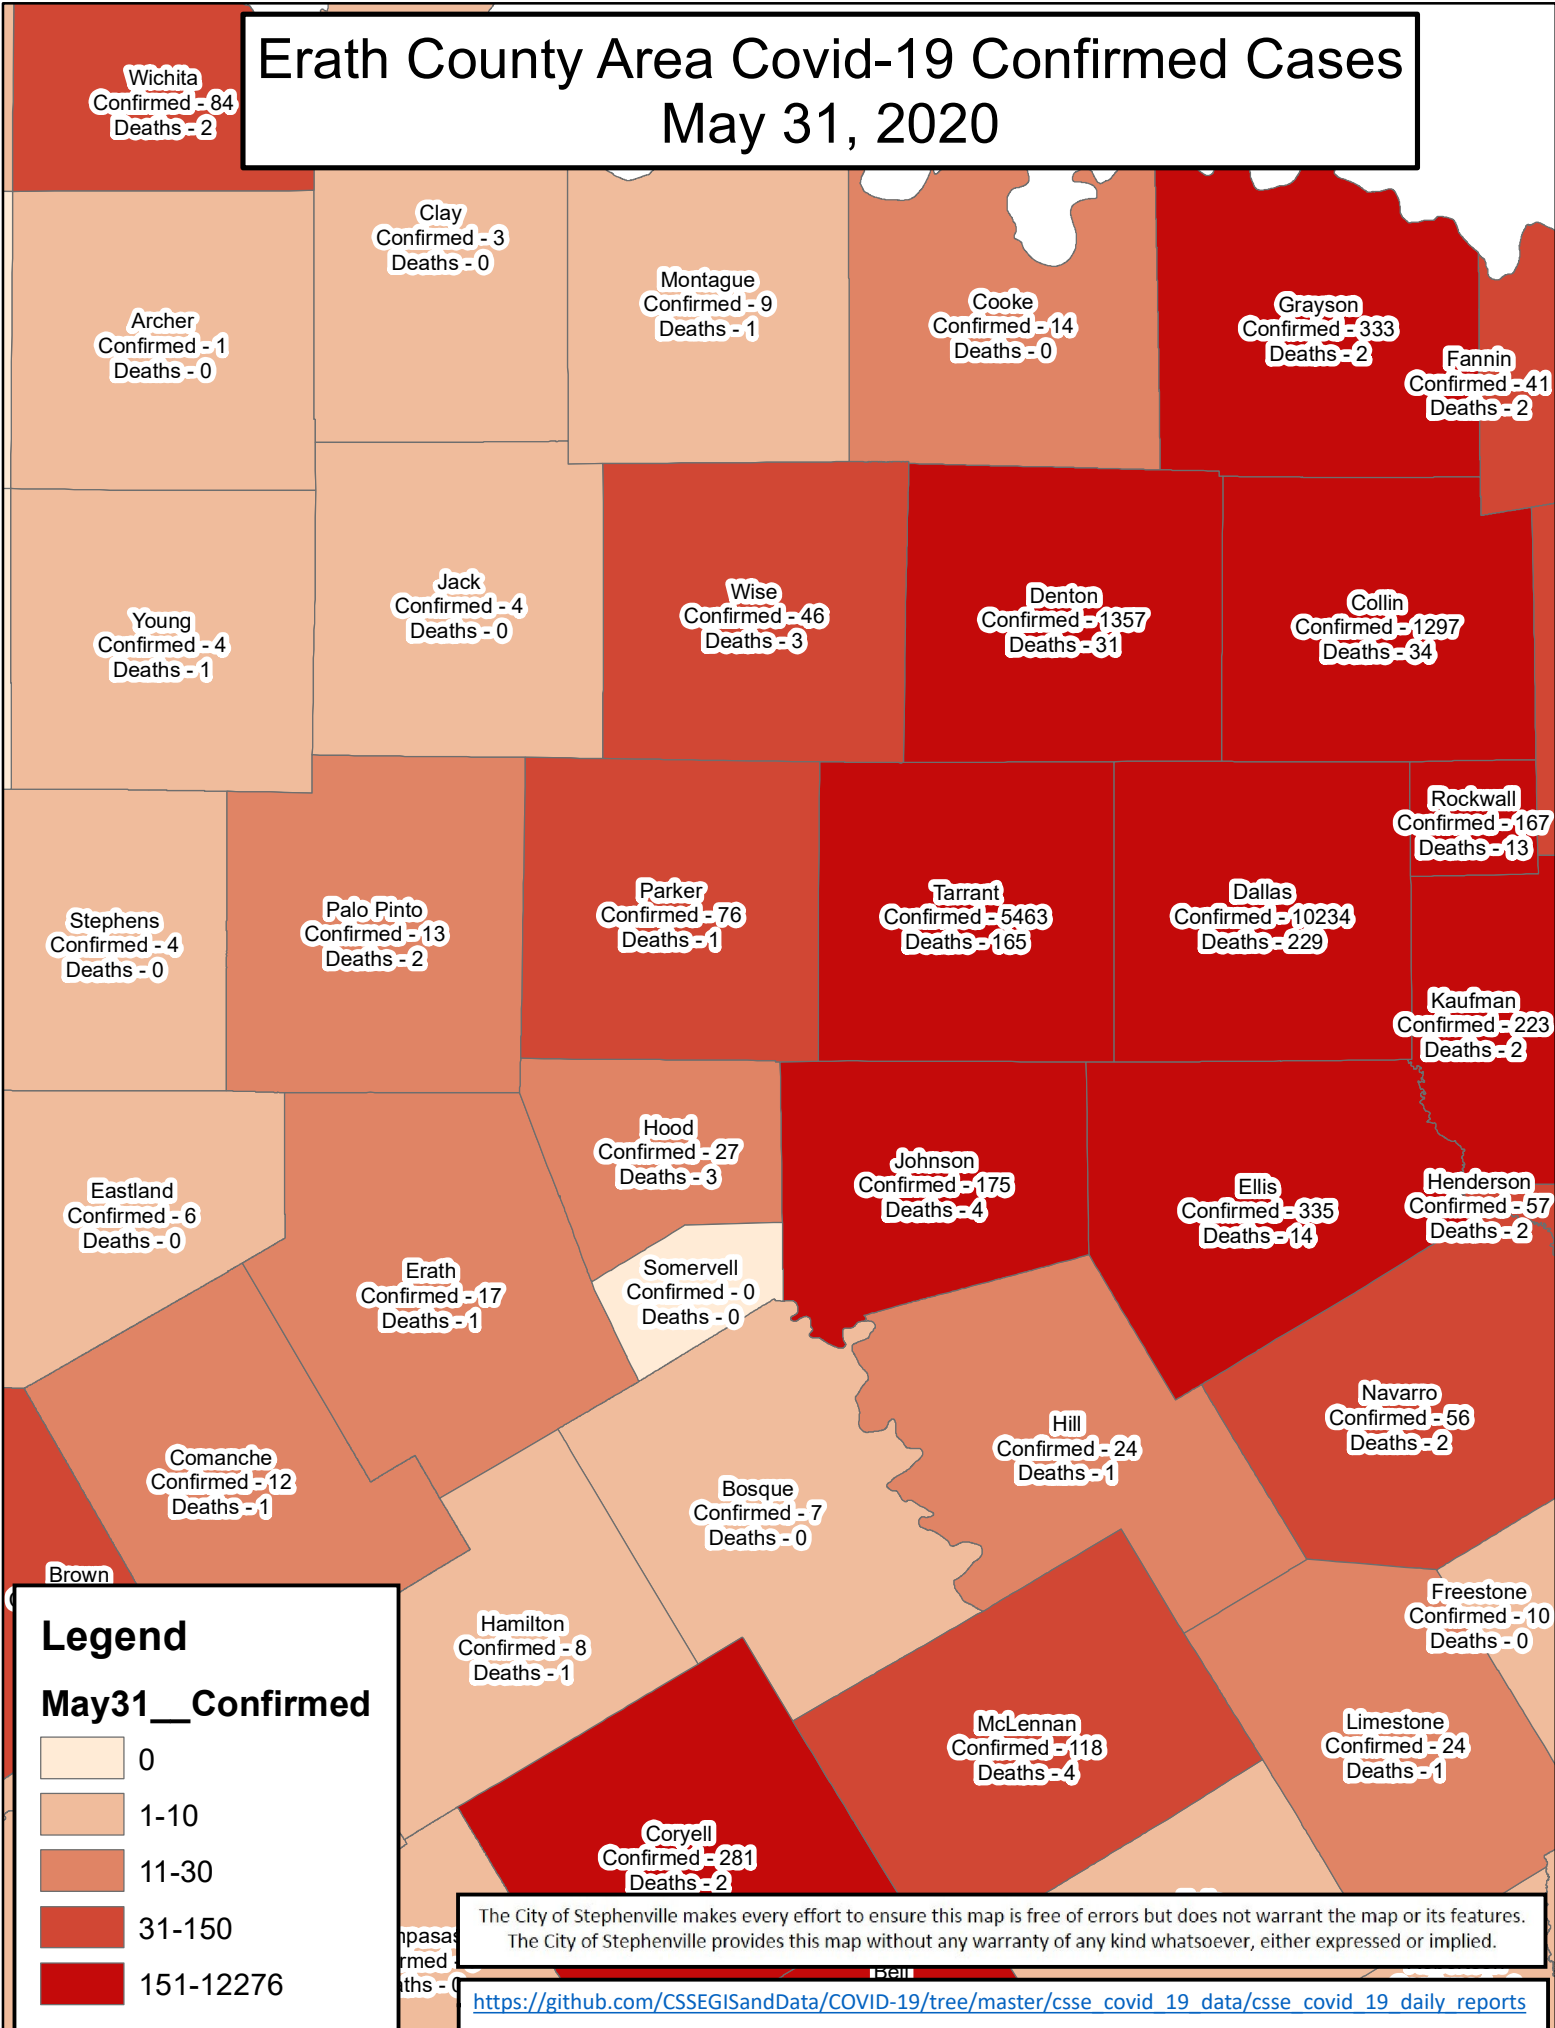 Erath County Area Covid-19 Confirmed Cases
May 31, 2020
Wichita
Confirmed - 84
Deaths - 2
Clay
Confirmed - 3
Deaths - 0
Montague
Confirmed - 9
Deaths - 1
Cooke
Confirmed - 14
Deaths - 0
Grayson
Confirmed - 333
Deaths - 2
Archer
Confirmed - 1
Deaths - 0
Fannin
Confirmed - 41
Deaths - 2
Young
Confirmed - 4
Deaths - 1
Jack
Confirmed - 4
Deaths - 0
Wise
Confirmed - 46
Deaths - 3
Denton
Confirmed - 1357
Deaths - 31
Collin
Confirmed - 1297
Deaths - 34
Rockwall
Confirmed - 167
Deaths - 13
Stephens
Confirmed - 4
Deaths - 0
Palo Pinto
Confirmed - 13
Deaths - 2
Parker
Confirmed - 76
Deaths - 1
Tarrant
Confirmed - 5463
Deaths - 165
Dallas
Confirmed - 10234
Deaths - 229
Kaufman
Confirmed - 223
Deaths - 2
Eastland
Confirmed - 6
Deaths - 0
Hood
Confirmed - 27
Deaths - 3
Johnson
Confirmed - 175
Deaths - 4
Ellis
Confirmed - 335
Deaths - 14
Henderson
Confirmed - 57
Deaths - 2
Erath
Confirmed - 17
Deaths - 1
Somervell
Confirmed - 0
Deaths - 0
Comanche
Confirmed - 12
Deaths - 1
Bosque
Confirmed - 7
Deaths - 0
Hill
Confirmed - 24
Deaths - 1
Navarro
Confirmed - 56
Deaths - 2
Brown
Hamilton
Confirmed - 8
Deaths - 1
Freestone
Confirmed - 10
Deaths - 0
McLennan
Confirmed - 118
Deaths - 4
Limestone
Confirmed - 24
Deaths - 1
Coryell
Confirmed - 281
Deaths - 2
Bell
Legend
May31__Confirmed
0
1-10
11-30
31-150
151-12276
The City of Stephenville makes every effort to ensure this map is free of errors but does not warrant the map or its features.
The City of Stephenville provides this map without any warranty of any kind whatsoever, either expressed or implied.
https://github.com/CSSEGISandData/COVID-19/tree/master/csse_covid_19_data/csse_covid_19_daily_reports